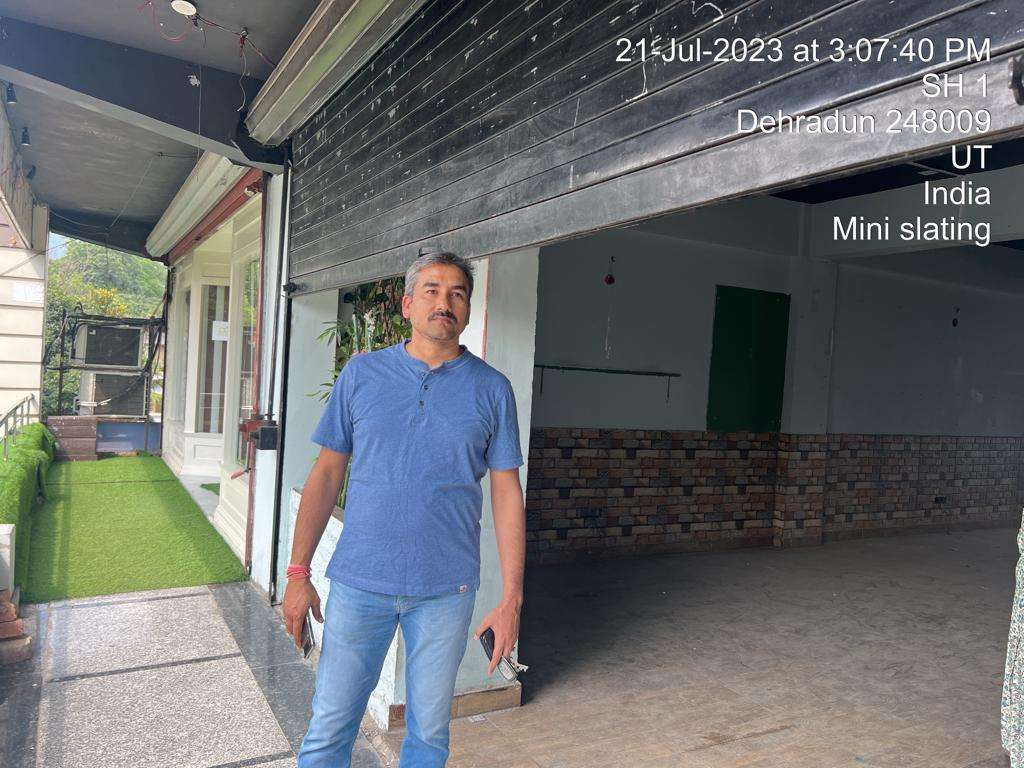 21-Jul-2023 at 3:07:40 PM
SH 1
Dehradun 248009
UT
India
Mini slating